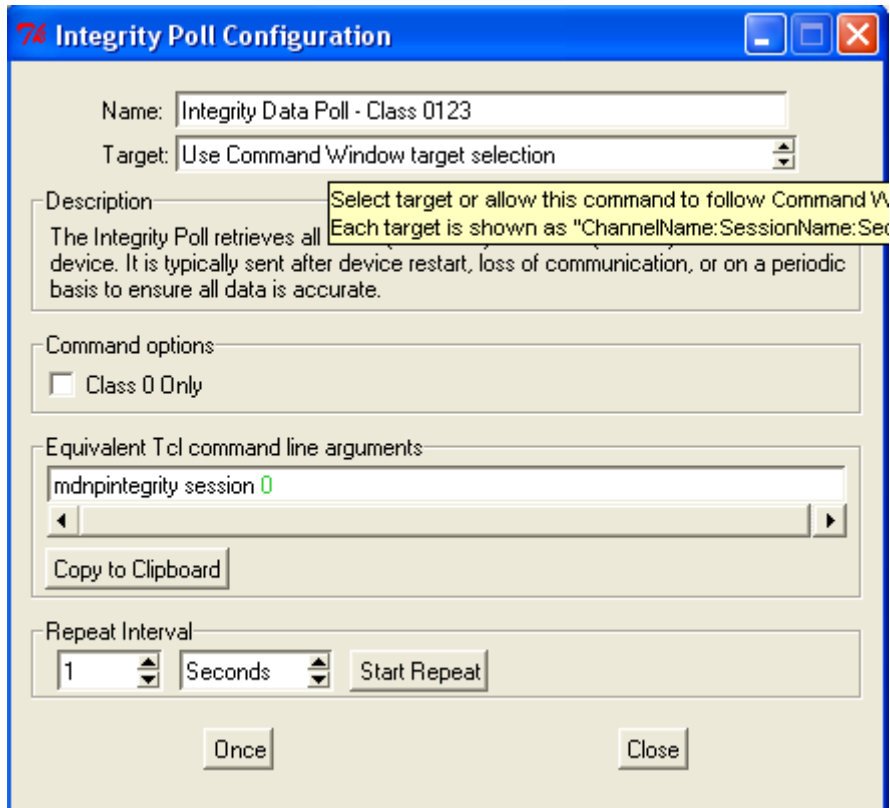 Integrity Poll Configuration
Name: Integrity Data Poll - Class 0123
Target: Use Command Window target selection
Select target or allow this command to follow Command
Each target is shown as "ChannelName:SessionName:
Description
The Integrity Poll retrieves all
device. It is typically sent after device restart, loss of communication, or on a periodic
basis to ensure all data is accurate.
Command options
Class 0 Only
Equivalent Tcl command line arguments
mdnpintegrity session 0
Copy to Clipboard
Repeat Interval
1 Seconds Start Repeat
Once Close